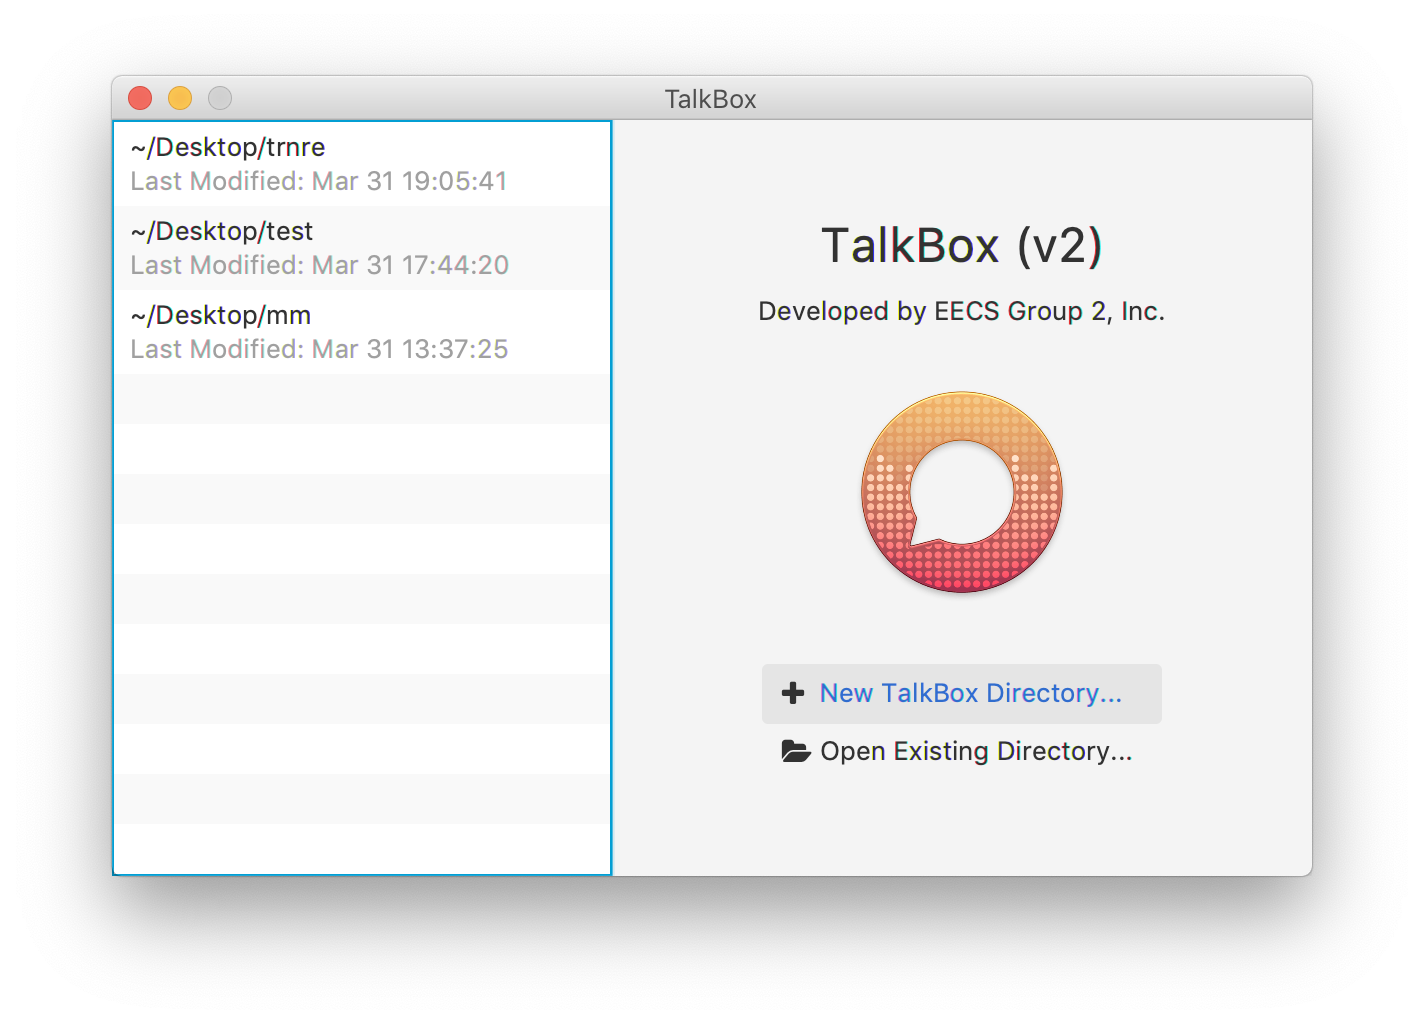 TalkBox
~/Desktop/trnre
Last Modified: Mar 31 19:05:41
~/Desktop/test
Last Modified: Mar 31 17:44:20
~/Desktop/mm
Last Modified: Mar 31 13:37:25
TalkBox (v2)
Developed by EECS Group 2, Inc.
New TalkBox Directory...
Open Existing Directory...